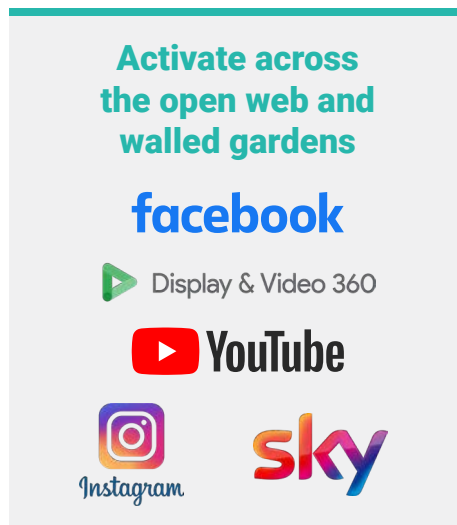 Activate across
the open web and
walled gardens
facebook
Display & Video 360
YouTube
Instagram
sky